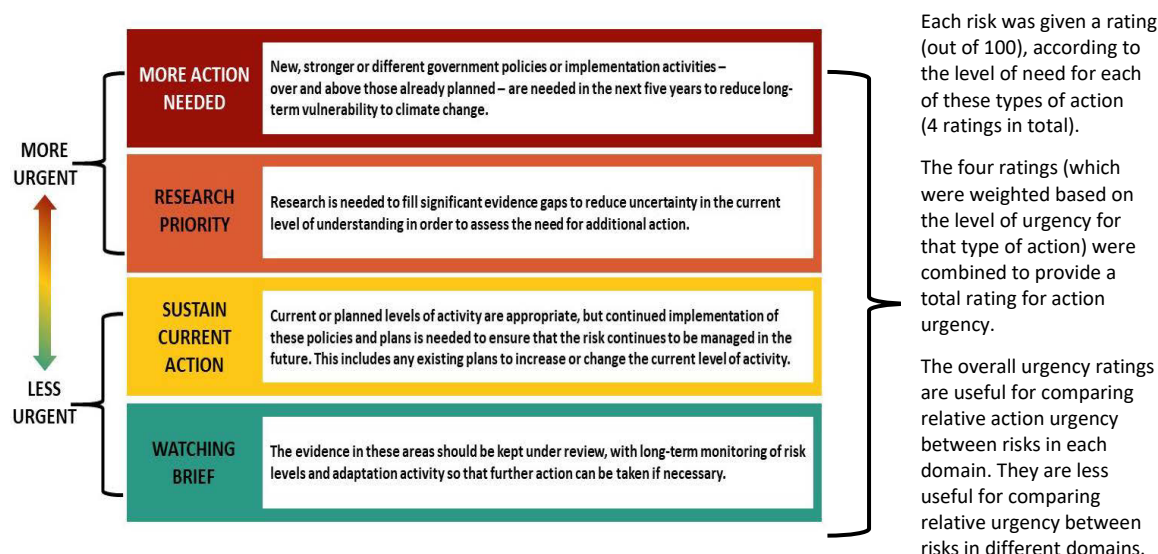 MORE
URGENT
LESS
URGENT
MORE ACTION
NEEDED
New, stronger or different government policies or implementation activities –
over and above those already planned – are needed in the next five years to reduce long-
term vulnerability to climate change.
RESEARCH
PRIORITY
Research is needed to fill significant evidence gaps to reduce uncertainty in the current
level of understanding in order to assess the need for additional action.
SUSTAIN
CURRENT
ACTION
Current or planned levels of activity are appropriate, but continued implementation of
these policies and plans is needed to ensure that the risk continues to be managed in the
future. This includes any existing plans to increase or change the current level of activity.
WATCHING
BRIEF
The evidence in these areas should be kept under review, with long-term monitoring of risk
levels and adaptation activity so that further action can be taken if necessary.
Each risk was given a rating
(out of 100), according to
the level of need for each
of these types of action
(4 ratings in total).
The four ratings (which
were weighted based on
the level of urgency for
that type of action) were
combined to provide a
total rating for action
urgency.
The overall urgency ratings
are useful for comparing
relative action urgency
between risks in each
domain. They are less
useful for comparing
relative urgency between
risks in different domains.